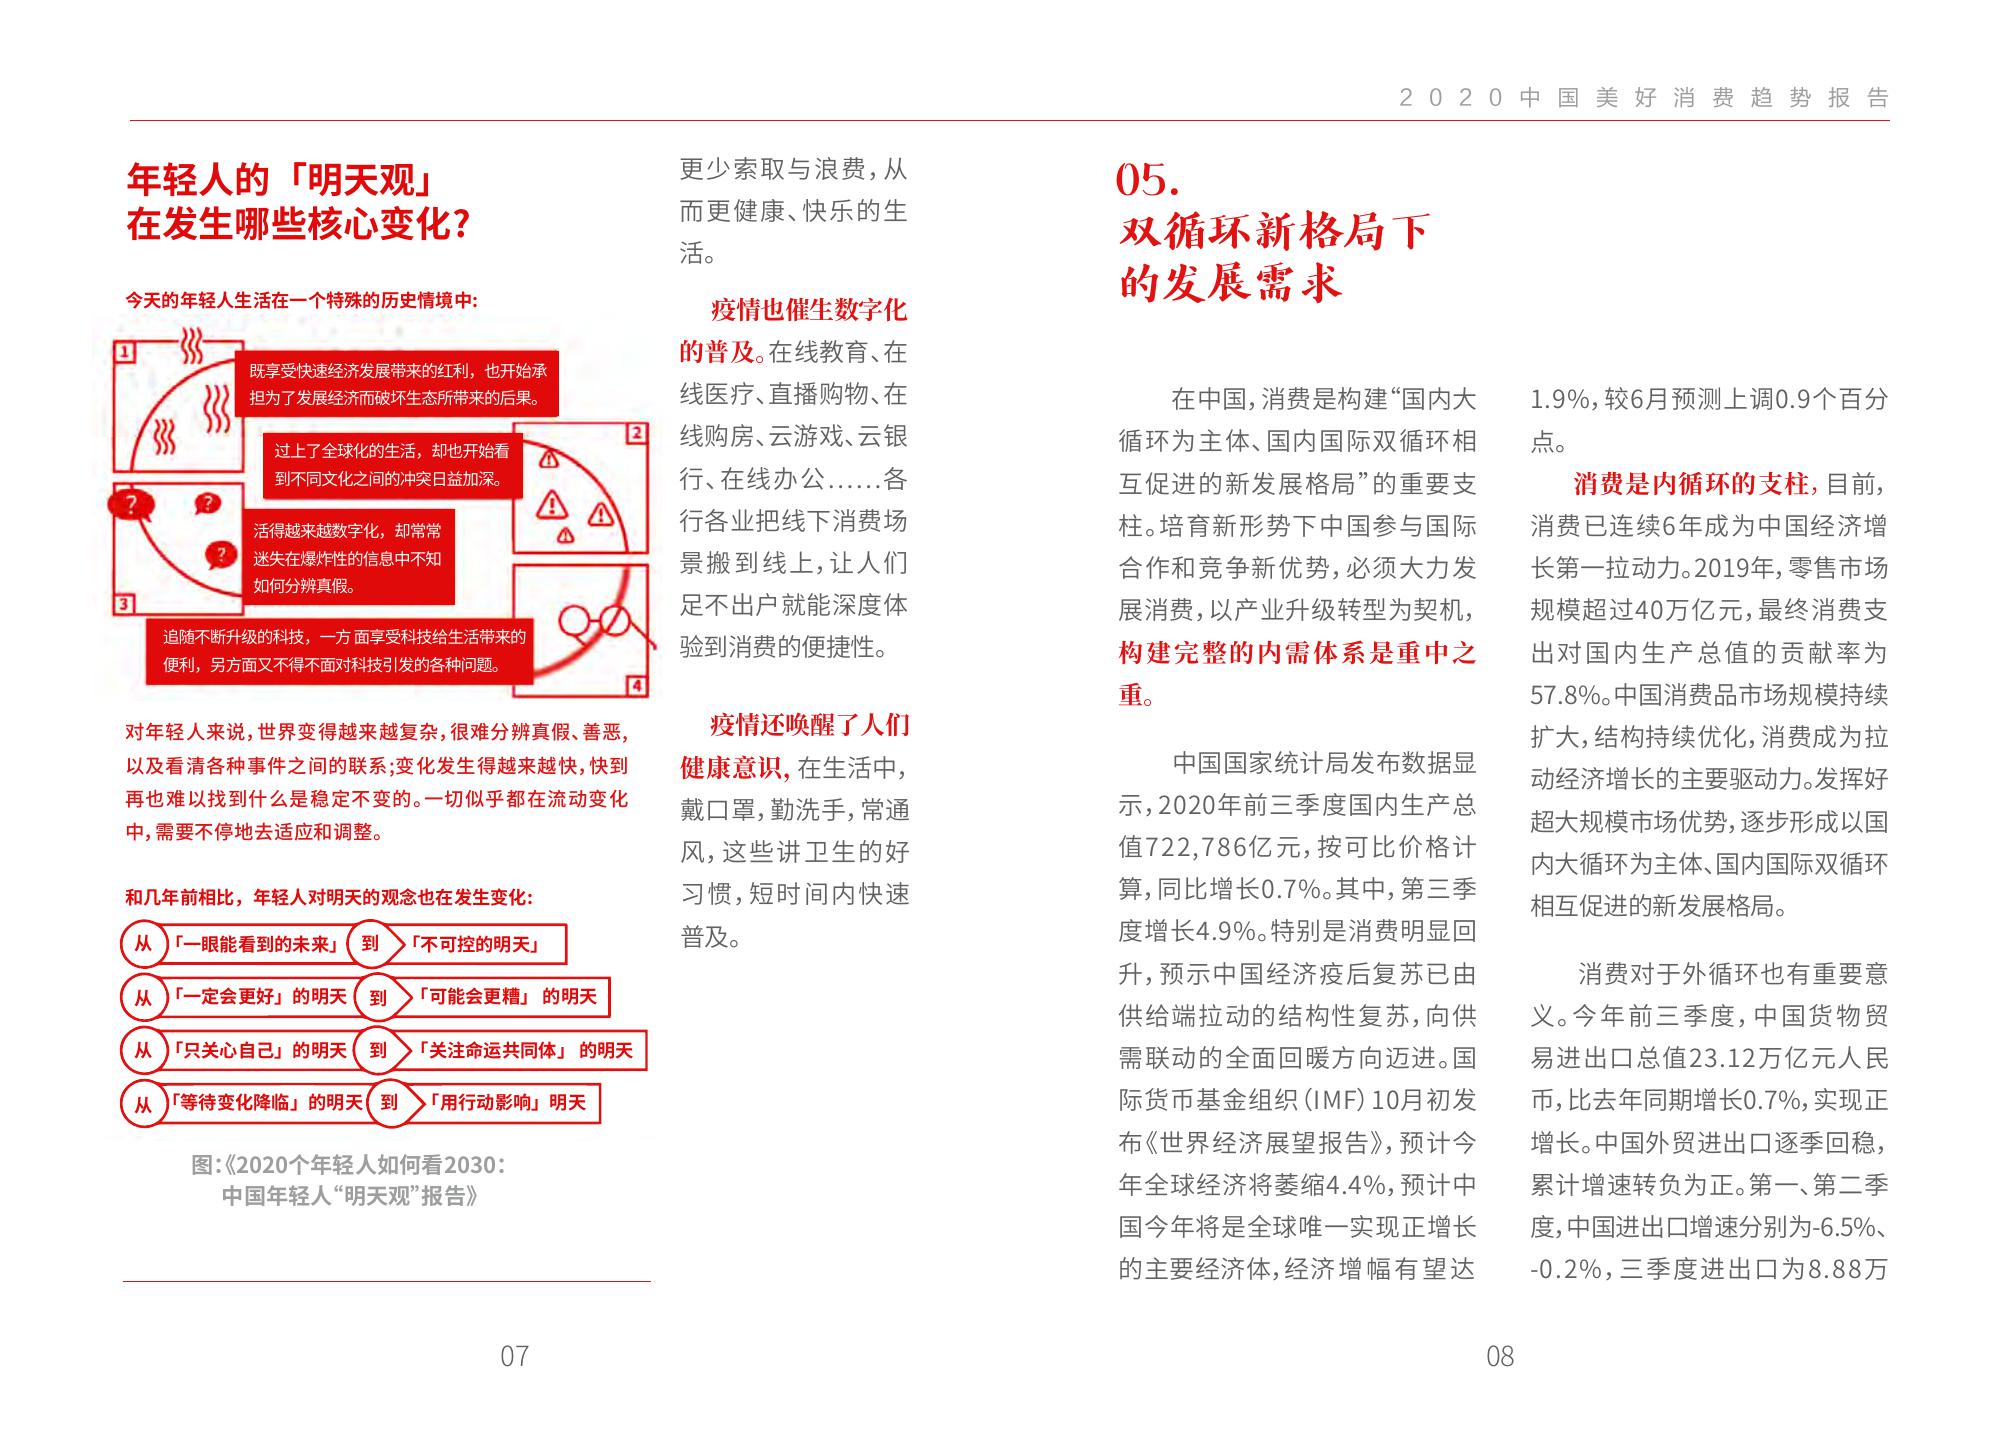 2020中国美好消费趋势报告
年轻人的「明天观」
在发生哪些核心变化?
今天的年轻人生活在一个特殊的历史情境中:
1
既享受快速经济发展带来的红利，也开始承
担为了发展经济而破坏生态所带来的后果。
2
过上了全球化的生活，却也开始看
到不同文化之间的冲突日益加深。
?
?
?
活得越来越数字化，却常常
迷失在爆炸性的信息中不知
如何分辨真假。
3
追随不断升级的科技，一方 面享受科技给生活带来的
便利，另方面又不得不面对科技引发的各种问题。
4
对年轻人来说，世界变得越来越复杂，很难分辨真假、善恶，
以及看清各种事件之间的联系;变化发生得越来越快，快到
再也难以找到什么是稳定不变的。一切似乎都在流动变化
中，需要不停地去适应和调整。
和几年前相比，年轻人对明天的观念也在发生变化:
从「一眼能看到的未来」到「不可控的明天」
从「一定会更好」的明天 到「可能会更糟」 的明天
从「只关心自己」的明天 到「关注命运共同体」 的明天
从「等待变化降临」的明天 到「用行动影响」明天
图:《2020个年轻人如何看2030:
中国年轻人“明天观”报告》
07
更少索取与浪费，从
而更健康、快乐的生
活。
疫情也催生数字化
的普及。在线教育、在
线医疗、直播购物、在
线购房、云游戏、云银
行、在线办公……各
行各业把线下消费场
景搬到线上，让人们
足不出户就能深度体
验到消费的便捷性。
疫情还唤醒了人们
健康意识，在生活中，
戴口罩，勤洗手，常通
风，这些讲卫生的好
习惯，短时间内快速
普及。
05.
双循环新格局下
的发展需求
在中国，消费是构建“国内大
循环为主体、国内国际双循环相
互促进的新发展格局”的重要支
柱。培育新形势下中国参与国际
合作和竞争新优势，必须大力发
展消费，以产业升级转型为契机，
构建完整的内需体系是重中之
重。
中国国家统计局发布数据显
示，2020年前三季度国内生产总
值722,786亿元，按可比价格计
算，同比增长0.7%。其中，第三季
度增长4.9%。特别是消费明显回
升，预示中国经济疫后复苏已由
供给端拉动的结构性复苏，向供
需联动的全面回暖方向迈进。国
际货币基金组织（IMF）10月初发
布《世界经济展望报告》，预计今
年全球经济将萎缩4.4%，预计中
国今年将是全球唯一实现正增长
的主要经济体，经济增幅有望达
1.9%，较6月预测上调0.9个百分
点。
消费是内循环的支柱，目前，
消费已连续6年成为中国经济增
长第一拉动力。2019年，零售市场
规模超过40万亿元，最终消费支
出对国内生产总值的贡献率为
57.8%。中国消费品市场规模持续
扩大，结构持续优化，消费成为拉
动经济增长的主要驱动力。发挥好
超大规模市场优势，逐步形成以国
内大循环为主体、国内国际双循环
相互促进的新发展格局。
消费对于外循环也有重要意
义。今年前三季度，中国货物贸
易进出口总值23.12万亿元人民
币，比去年同期增长0.7%，实现正
增长。中国外贸进出口逐季回稳，
累计增速转负为正。第一、第二季
度，中国进出口增速分别为-6.5%、
-0.2%，三季度进出口为8.88万
08